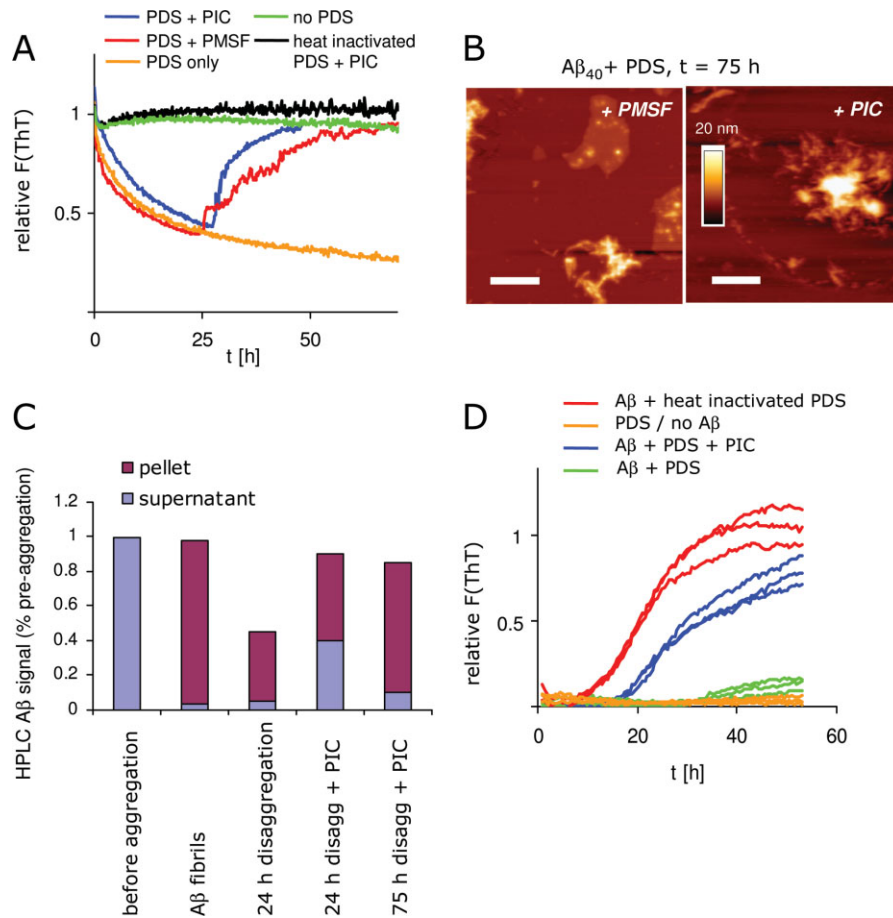 A
PDS + PIC
no PDS
PDS + PMSF
heat inactivated
PDS only
PDS + PIC
relative F(ThT)
1
0.5
0
25
50
t [h]
B
Aβ40+ PDS, t = 75 h
+ PMSF
+ PIC
20 nm
C
pellet
supernatant
HPLC Aβ signal (% pre-aggregation)
1.2
1
0.8
0.6
0.4
0.2
0
before aggregation
Aβ fibrils
24 h disaggregation
24 h disagg + PIC
75 h disagg + PIC
D
Aβ + heat inactivated PDS
PDS / no Aβ
Aβ + PDS + PIC
Aβ + PDS
relative F(ThT)
1
0.5
0
20
40
60
t [h]